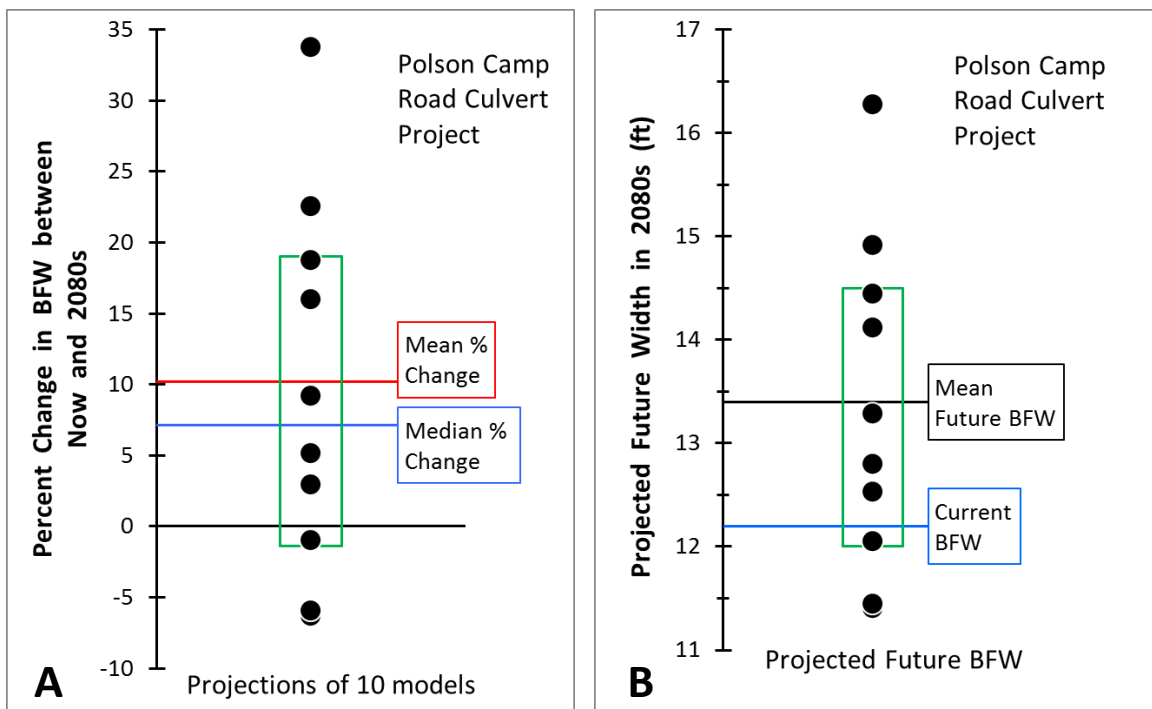 Percent Change in BFW between
Now and 2080s
35
30
25
20
15
10
5
0
-5
-10
Polson Camp
Road Culvert
Project
Mean %
Change
Median %
Change
A
Projections of 10 models
Projected Future Width in 2080s (ft)
17
16
15
14
13
12
11
Polson Camp
Road Culvert
Project
Mean
Future BFW
Current
BFW
B
Projected Future BFW